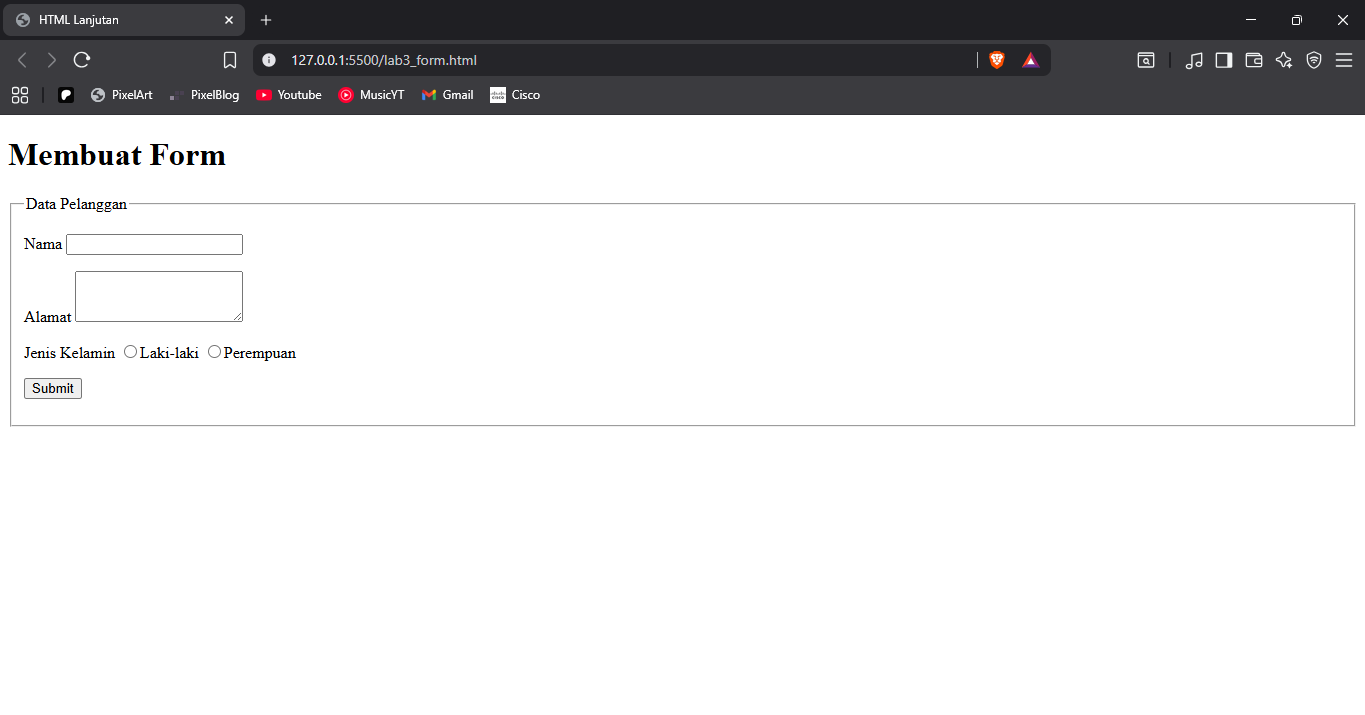 HTML Lanjutan
127.0.0.1:5500/lab3_form.html
PixelArt PixelBlog Youtube MusicYT Gmail Cisco
Membuat Form
Data Pelanggan
Nama
Alamat
Jenis Kelamin Laki-laki Perempuan
Submit